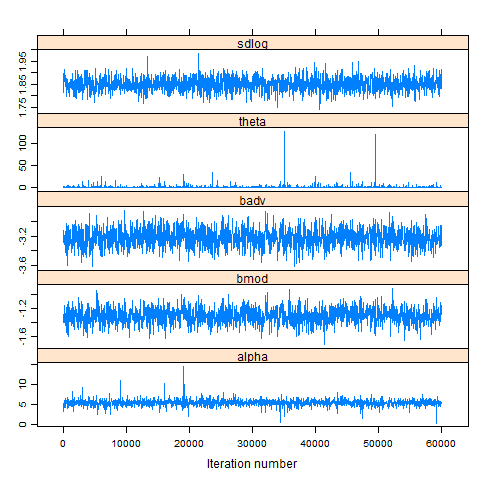 sdlog
1.75 1.85 1.95
theta
0 50 100
badv
-3.6 -3.2
bmod
-1.6 -1.2
alpha
0 5 10
0 10000 20000 30000 40000 50000 60000
Iteration number